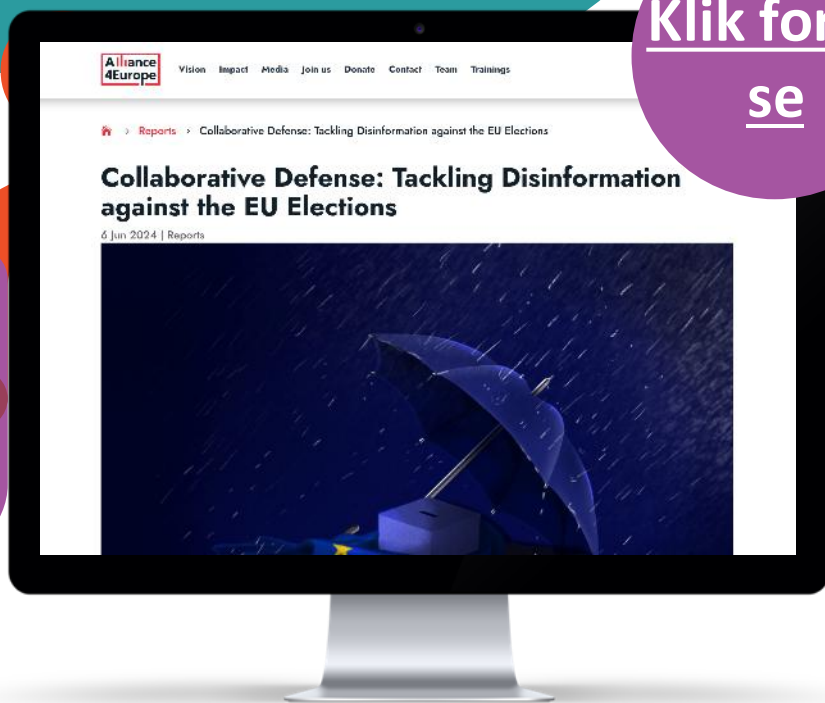 Klik for
se
Alliance
4Europe
Vision Impact Media Join us Donate Contact Team Trainings
> Reports > Collaborative Defense: Tackling Disinformation against the EU Elections
Collaborative Defense: Tackling Disinformation
against the EU Elections
6 Jun 2024 | Reports